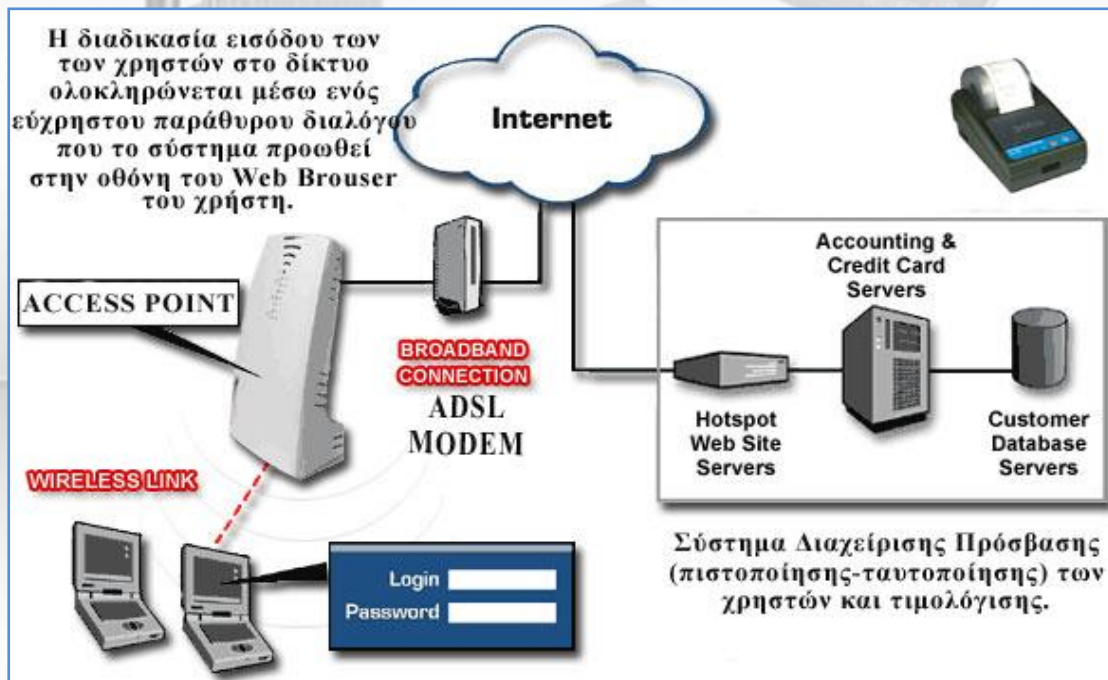 Η διαδικασία εισόδου των
των χρηστών στο δίκτυο
ολοκληρώνεται μέσω ενός
εύχρηστου παράθυρου διαλόγου
που το σύστημα προωθεί
στην οθόνη του Web Brouser
του χρήστη.
Internet
ACCESS POINT
BROADBAND
CONNECTION
ADSL
MODEM
WIRELESS LINK
Login
Password
Accounting &
Credit Card
Servers
Hotspot
Web Site
Servers
Customer
Database
Servers
Σύστημα Διαχείρισης Πρόσβασης
(πιστοποίησης-ταυτοποίησης) των
χρηστών και τιμολόγισης.